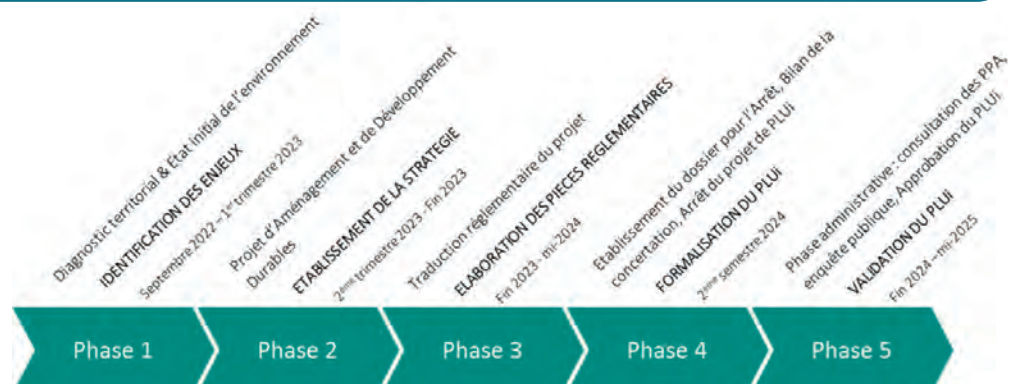 Diagnostic territorial & État initial de l'environnement
IDENTIFICATION DES ENJEUX
Septembre 2022 – 1er trimestre 2023
Projet d'Aménagement et de Développement
Durables
ETABLISSEMENT DE LA STRATEGIE
2ème trimestre 2023 - Fin 2023
Traduction réglementaire du projet
ELABORATION DES PIECES REGLEMENTAIRES
Fin 2023 - mi-2024
Etablissement du dossier pour l'Arrêt, Bilan de la
concertation, Arrêt du projet de PLUi
FORMALISATION DU PLUi
2ème semestre 2024
Phase administrative : consultation des PPA,
enquête publique, Approbation du PLUi
VALIDATION DU PLUi
Fin 2024 – mi-2025
Phase 1
Phase 2
Phase 3
Phase 4
Phase 5